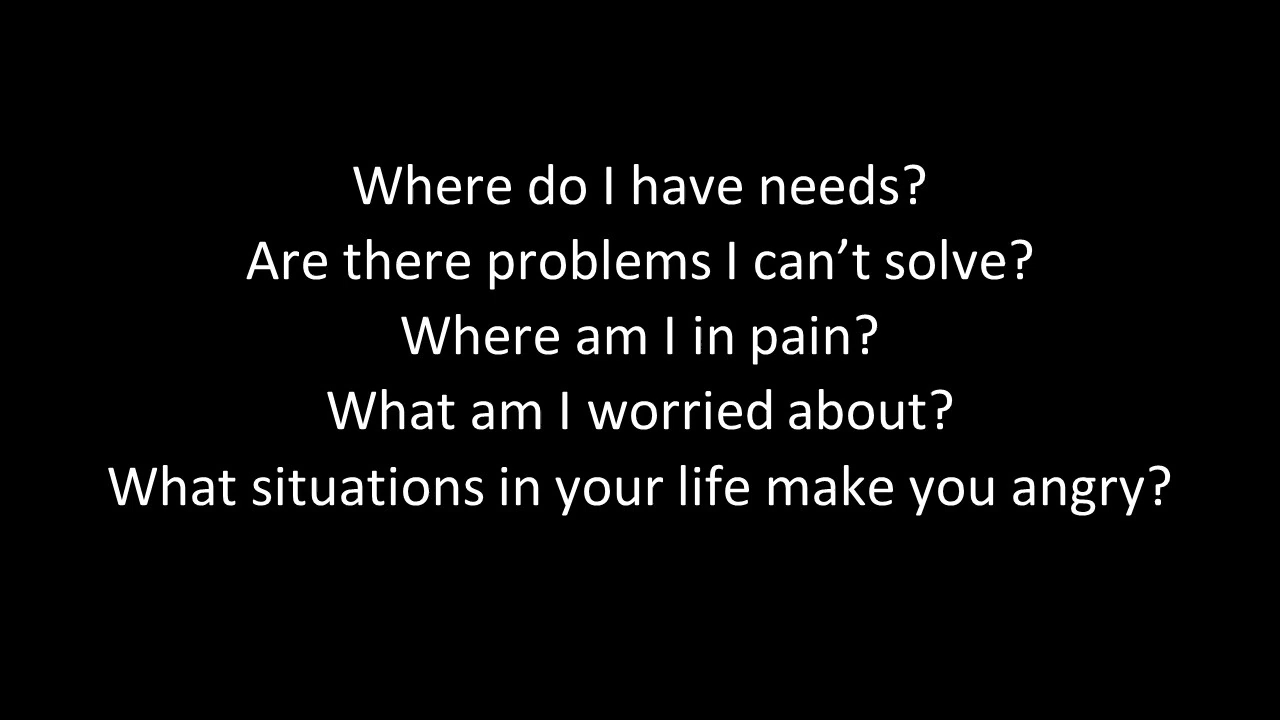 Where do I have needs?
Are there problems I can’t solve?
Where am I in pain?
What am I worried about?
What situations in your life make you angry?